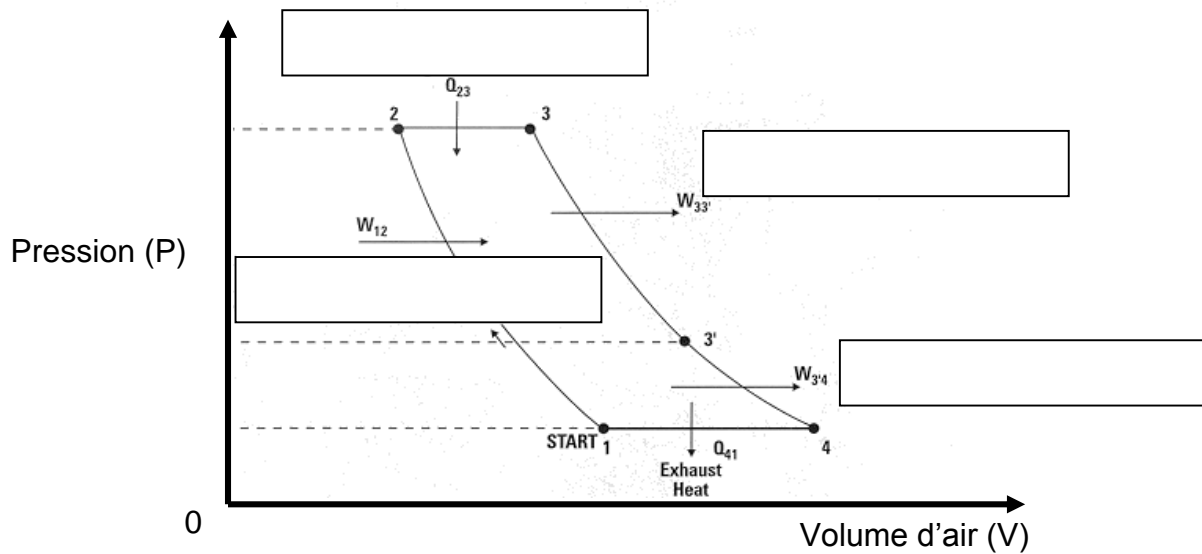 Q23
2
3
W33'
W12
Pression (P)
3'
W3'4
START
1
Q41
4
Exhaust
Heat
0
Volume d'air (V)